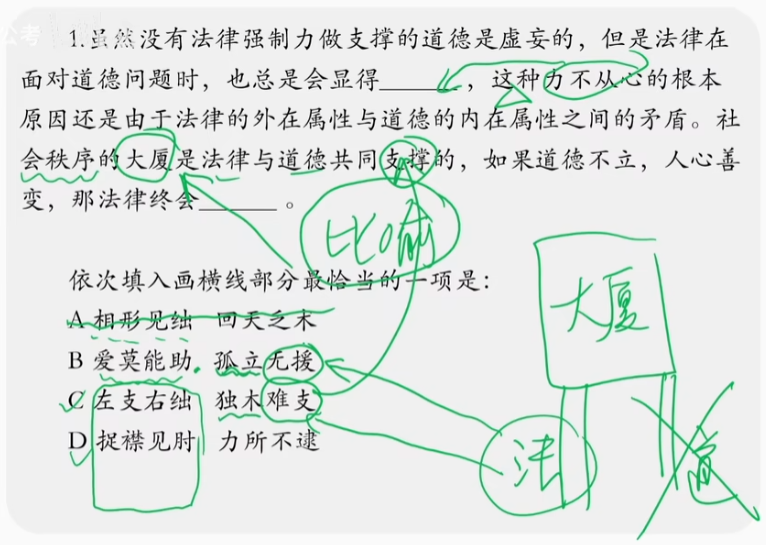 公考
1.虽然没有法律强制力做支撑的道德是虚妄的，但是法律在
面对道德问题时，也总是会显得______，这种力不从心的根本
原因还是由于法律的外在属性与道德的内在属性之间的矛盾。社
会秩序的大厦是法律与道德共同支撑的，如果道德不立，人心善
变，那法律终会______。
比喻
依次填入画横线部分最恰当的一项是：
A 相形见绌 回天乏术
B 爱莫能助 孤立无援
C 左支右绌 独木难支
D 捉襟见肘 力所不逮
大厦
法
道